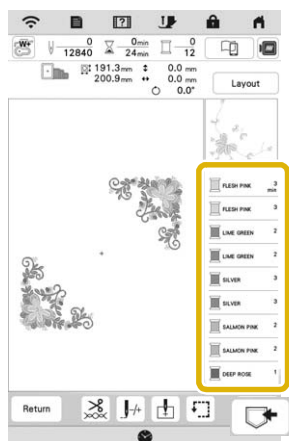 W+
0
12840
0min
24min
0
12
191.3mm
200.9mm
0.0 mm
0.0 mm
0.0°
Layout
FLESH PINK 3 min
FLESH PINK 3
LIME GREEN 2
LIME GREEN 2
SILVER 3
SILVER 3
SALMON PINK 2
SALMON PINK 2
DEEP ROSE 1
Return
-/+